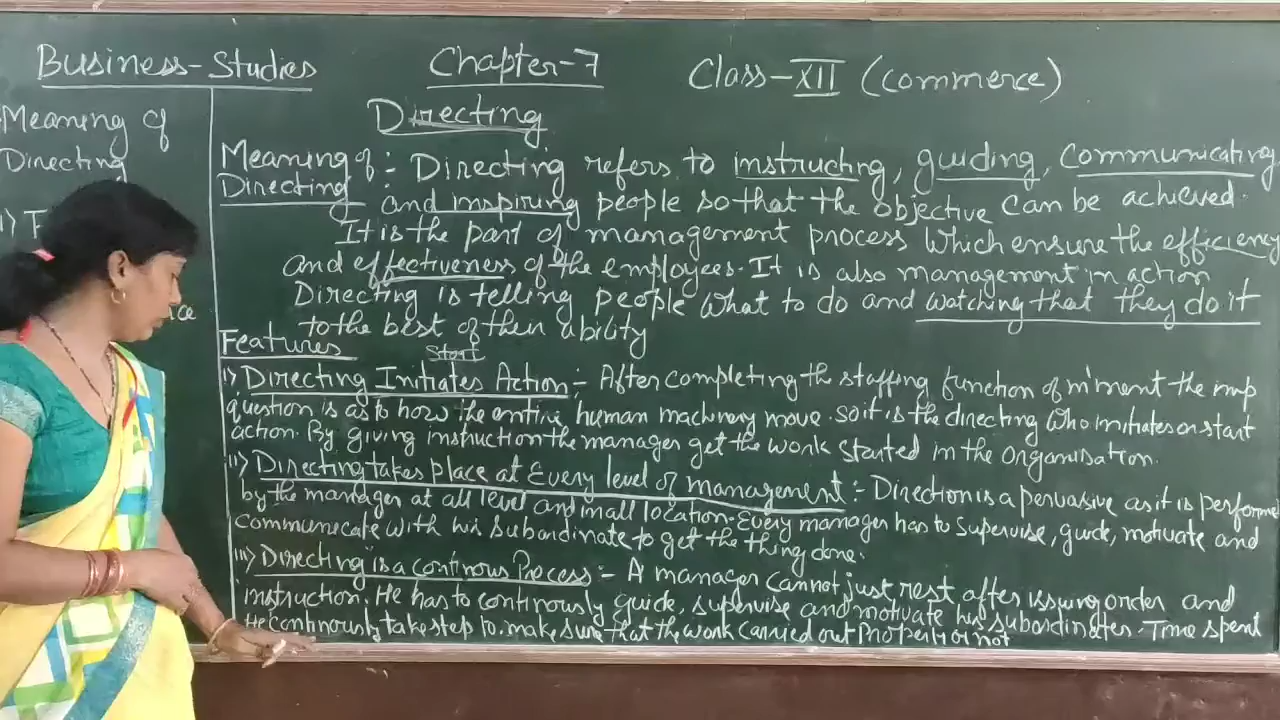 Business-Studies Chapter-7 Class-XII (Commerce)
Directing
Meaning of
Directing
1) F
ice
Meaning of :- Directing refers to instructing, guiding, communicating
Directing and inspiring people so that the objective can be achieved.
It is the part of management process which ensure the efficiency
and effectiveness of the employees. It is also management in action
Directing is telling people what to do and watching that they do it
to the best of their ability
Features
Start
i) Directing Initiates Action :- After completing the staffing function of m'ment the imp
question is as to how the entire human machinery move. so it is the directing who initiates or start
action. By giving instruction the manager get the work started in the organisation.
ii) Directing takes place at Every level of management :- Direction is a pervasive as it is performe
by the manager at all level and in all location. Every manager has to supervise, guide, motivate and
communicate with his subordinate to get the thing done.
iii) Directing is a continous Process :- A manager cannot just rest after issuing order and
instruction. He has to continously guide, supervise and motivate his subordinates. Time spent
He continously take step to make sure that the work carried out properly or not